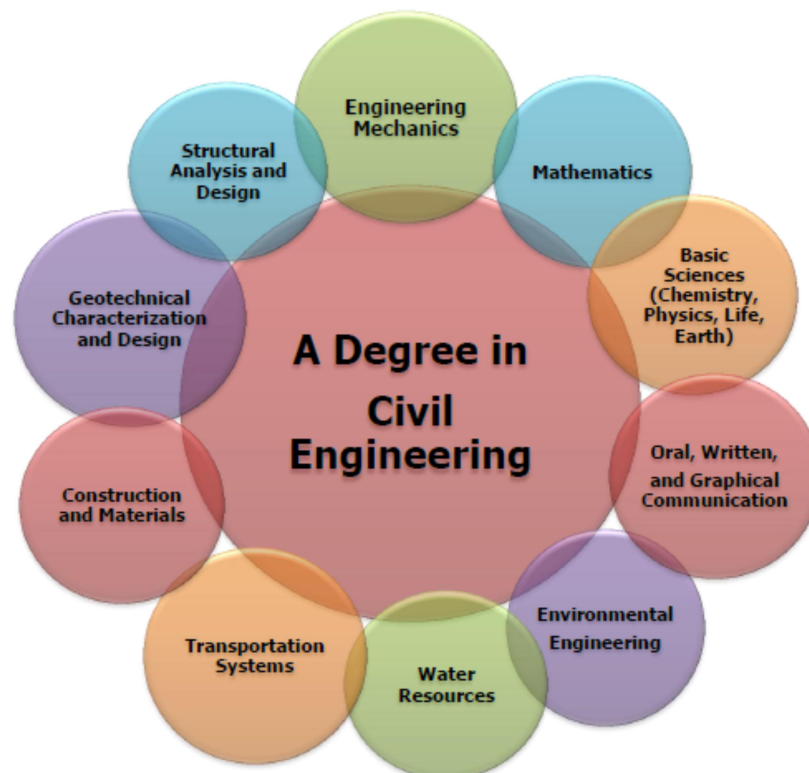 Engineering
Mechanics
Mathematics
Basic
Sciences
(Chemistry,
Physics, Life,
Earth)
Oral, Written,
and Graphical
Communication
Environmental
Engineering
Water
Resources
Transportation
Systems
Construction
and Materials
Geotechnical
Characterization
and Design
Structural
Analysis and
Design
A Degree in
Civil
Engineering